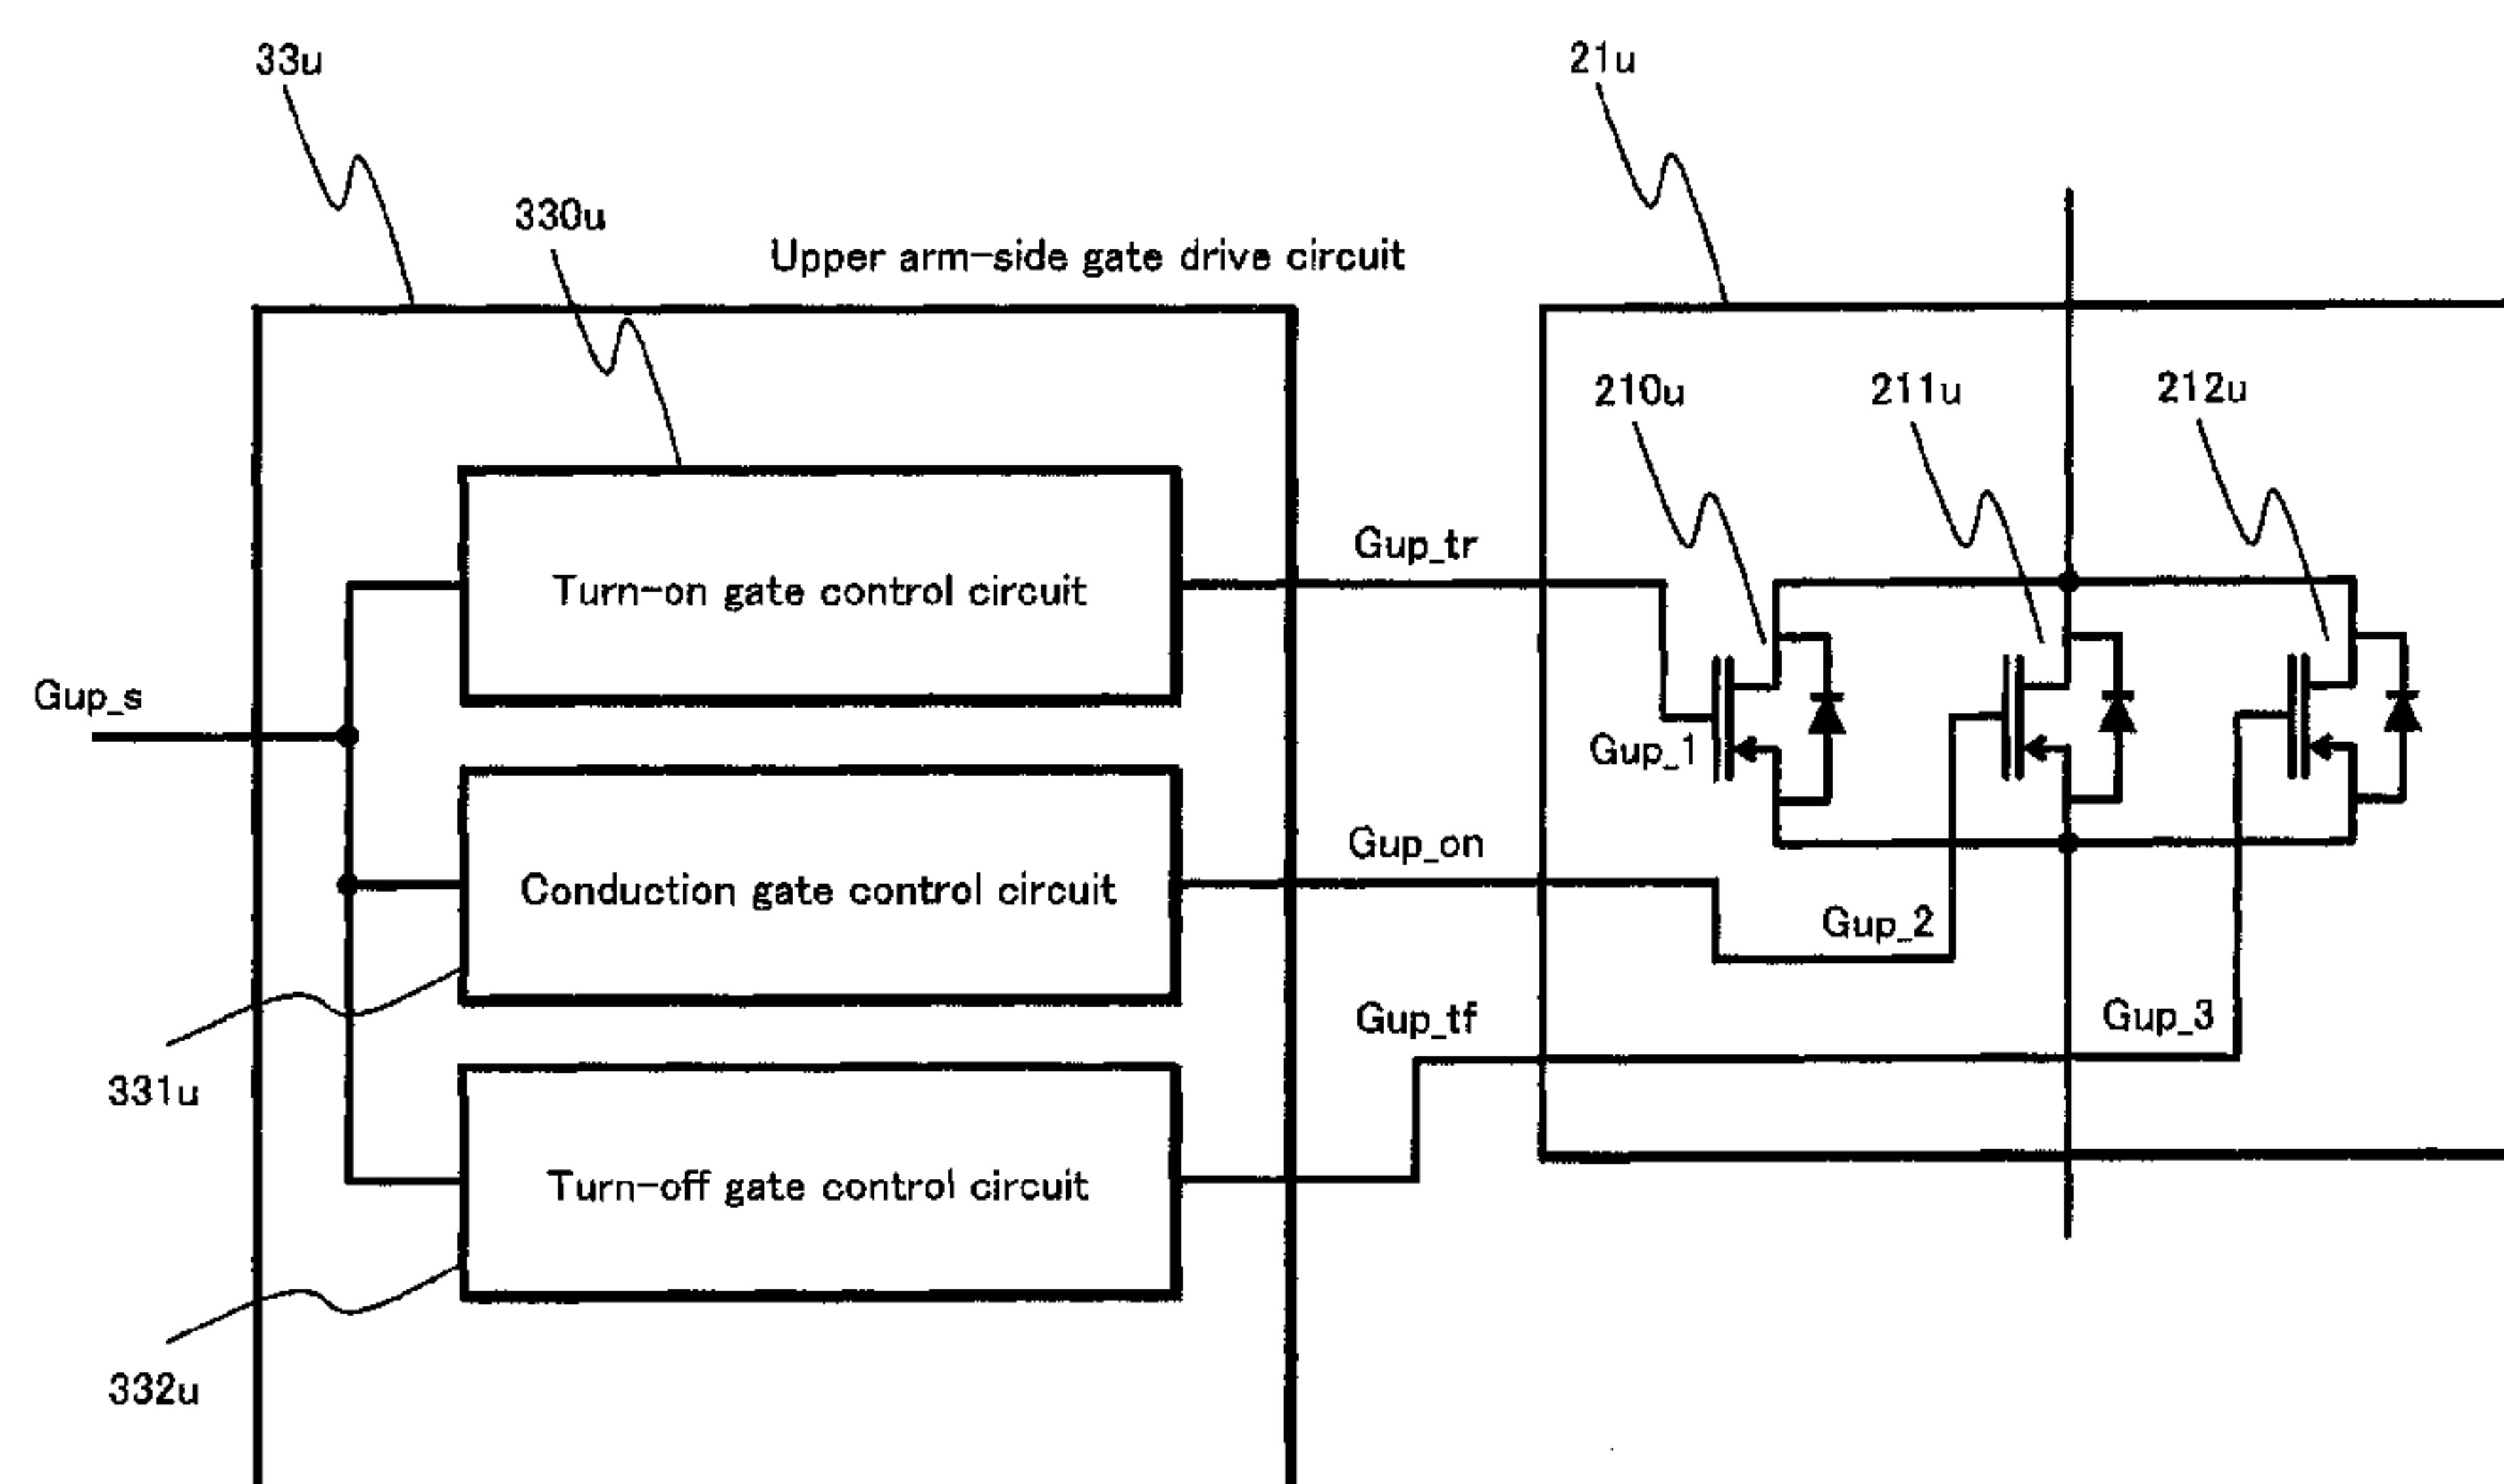 33u
21u
330u
Upper arm-side gate drive circuit
210u
211u
212u
Gup_tr
Turn-on gate control circuit
Gup_s
Gup_1
Gup_on
Conduction gate control circuit
Gup_2
Gup_tf
Gup_3
331u
Turn-off gate control circuit
332u